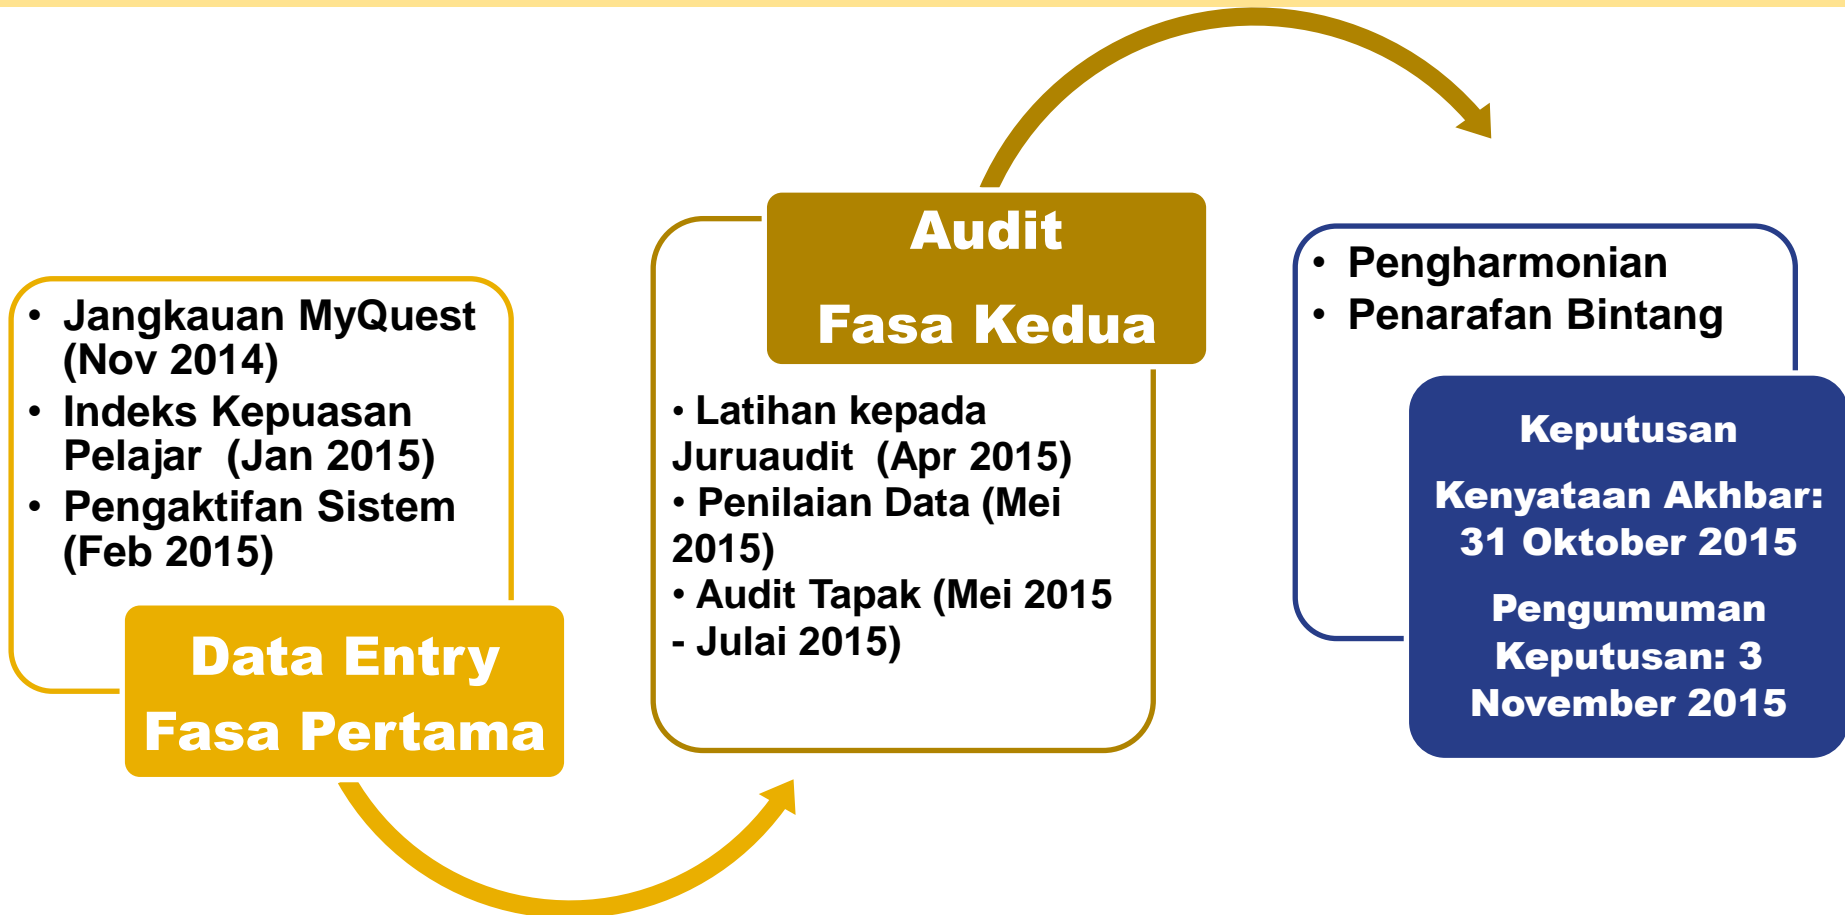 • Jangkauan MyQuest
(Nov 2014)
• Indeks Kepuasan
Pelajar  (Jan 2015)
• Pengaktifan Sistem
(Feb 2015)
Data Entry
Fasa Pertama
Audit
Fasa Kedua
• Latihan kepada
Juruaudit  (Apr 2015)
• Penilaian Data (Mei
2015)
• Audit Tapak (Mei 2015
- Julai 2015)
• Pengharmonian
• Penarafan Bintang
Keputusan
Kenyataan Akhbar:
31 Oktober 2015
Pengumuman
Keputusan: 3
November 2015